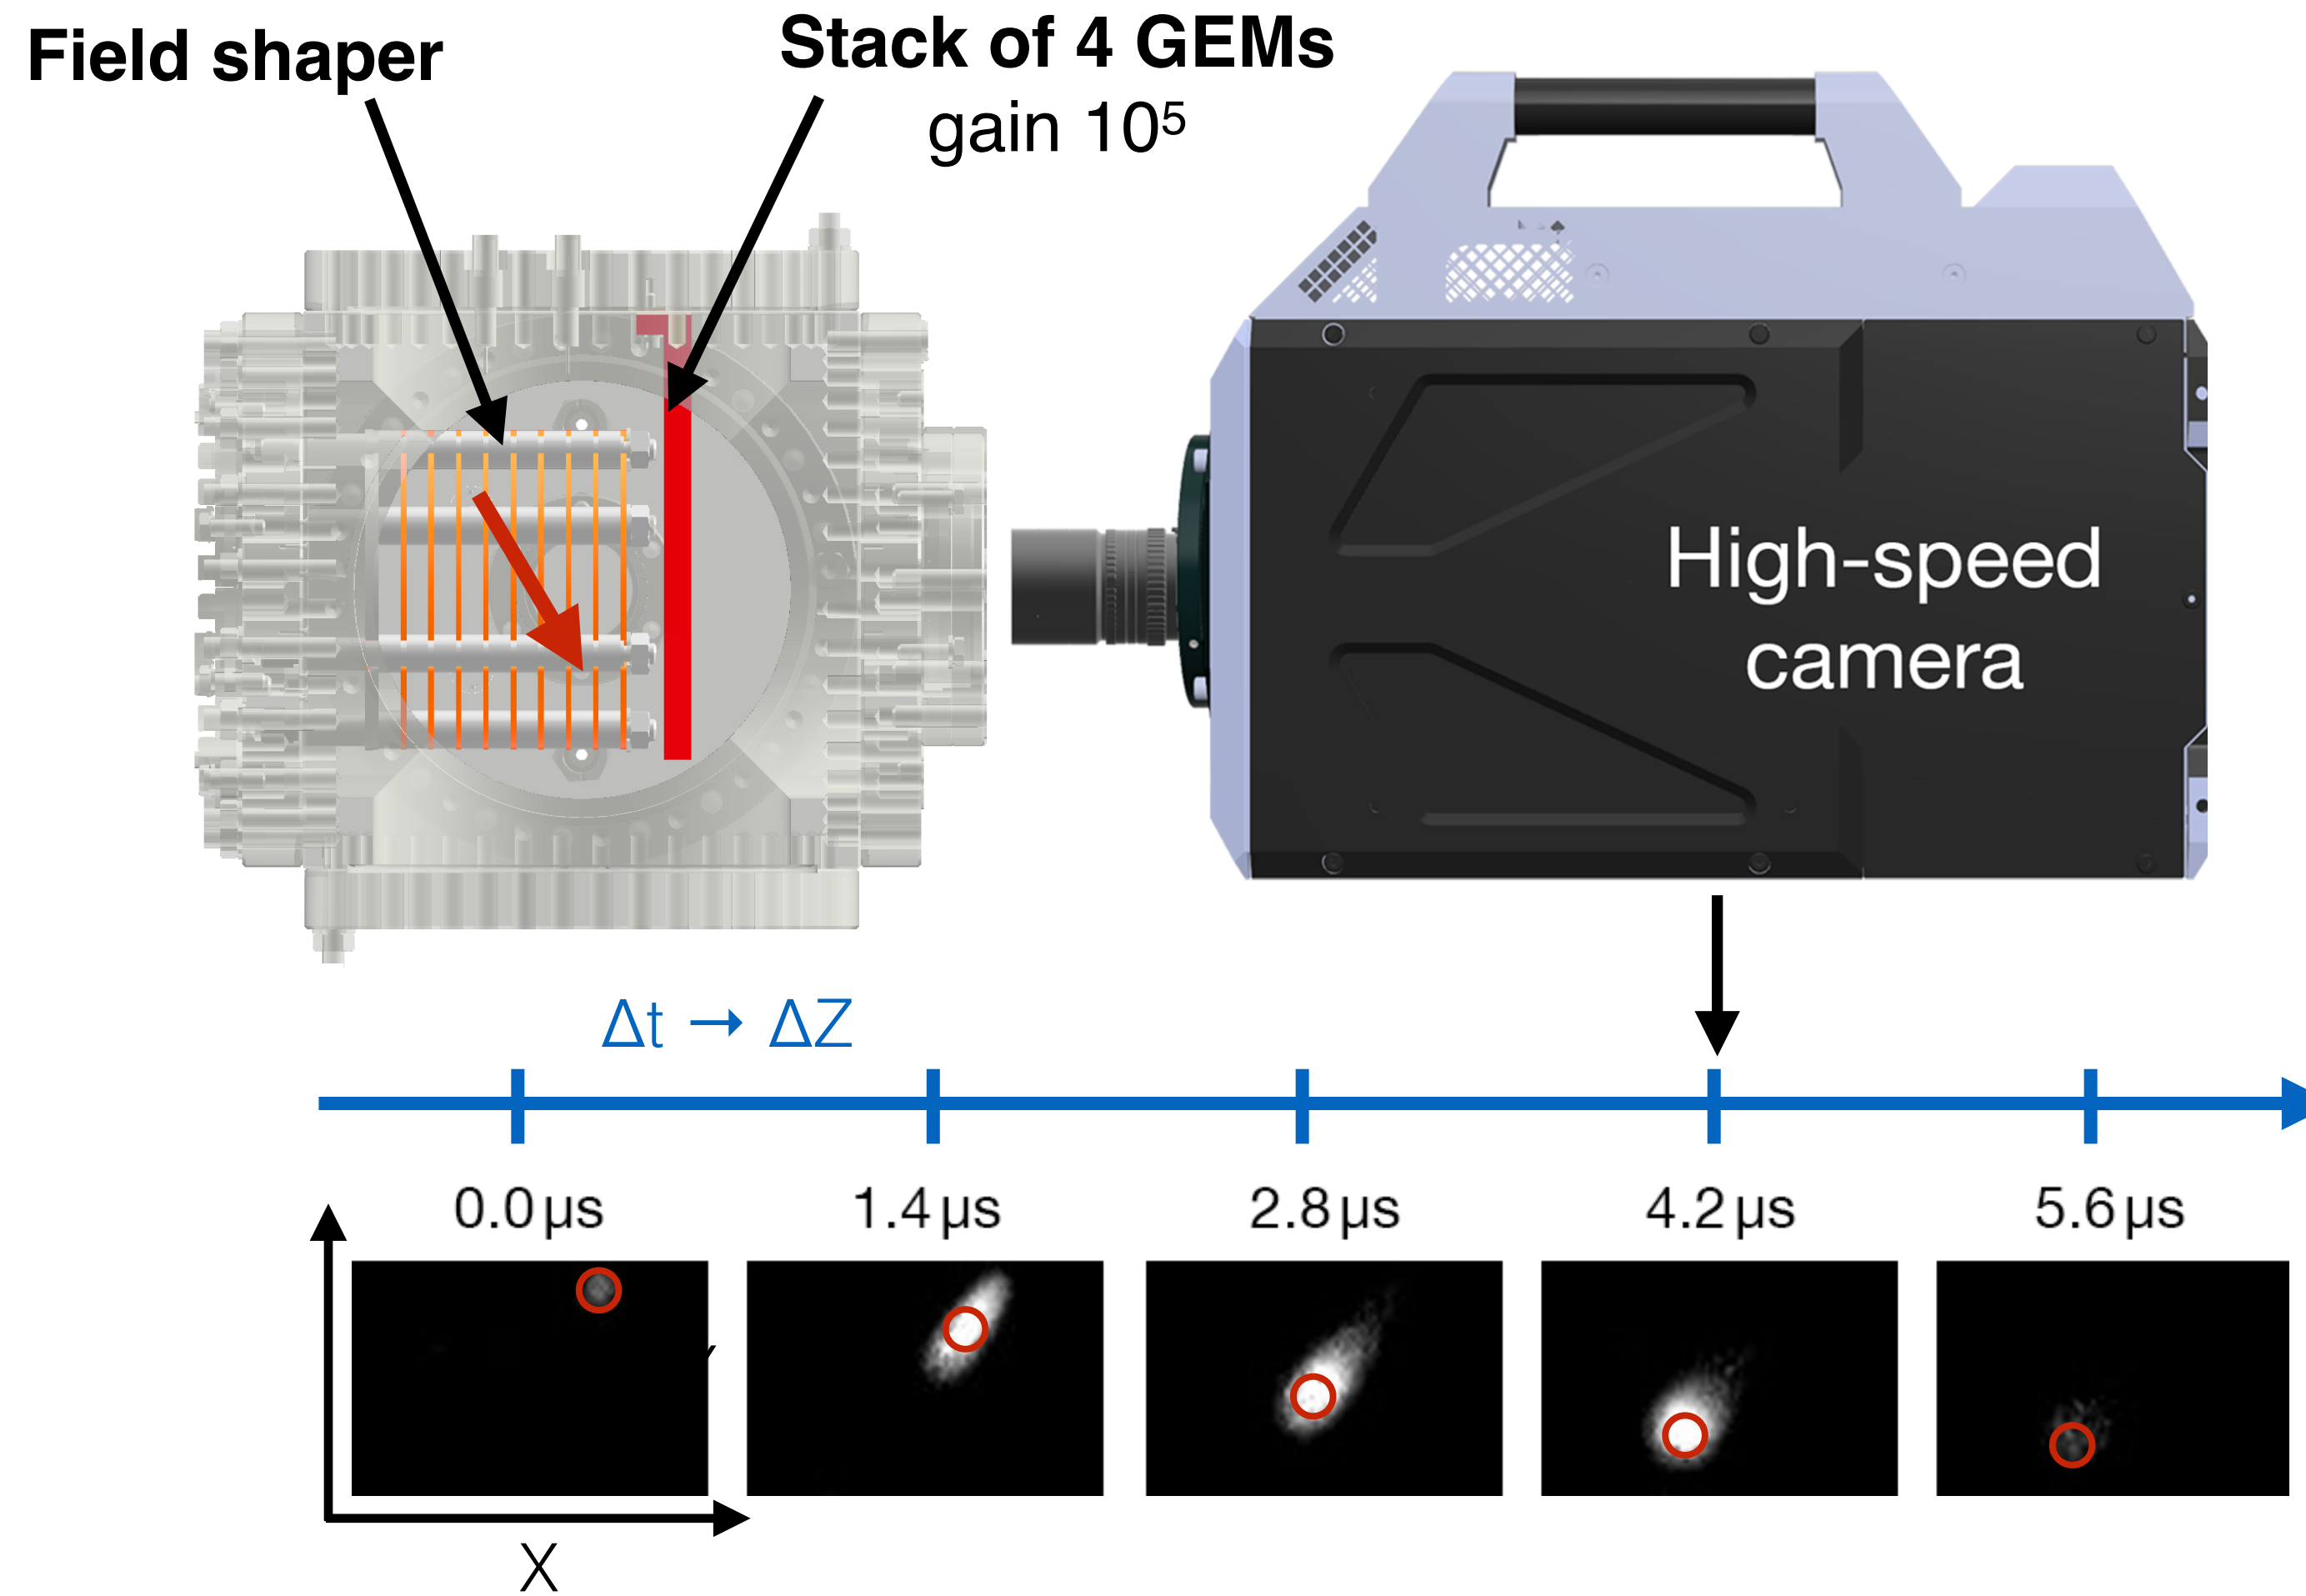 Field shaper
Stack of 4 GEMs
gain 10⁵
High-speed
camera
Δt → ΔZ
0.0 µs
1.4 µs
2.8 µs
4.2 µs
5.6 µs
X